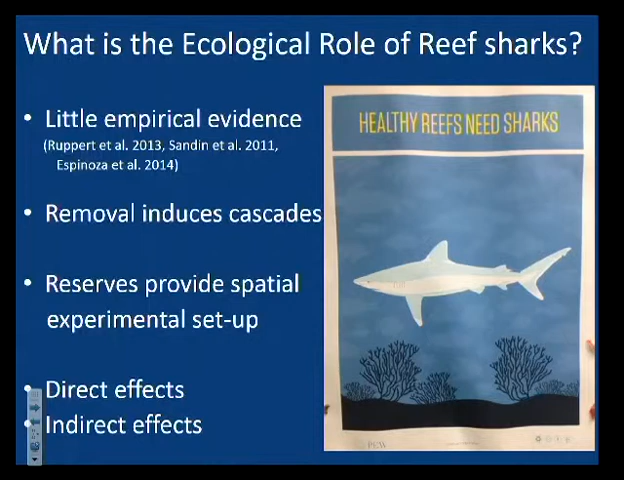 What is the Ecological Role of Reef sharks?
• Little empirical evidence
(Ruppert et al. 2013, Sandin et al. 2011,
Espinoza et al. 2014)
• Removal induces cascades
• Reserves provide spatial
experimental set-up
• Direct effects
• Indirect effects
HEALTHY REEFS NEED SHARKS
PEW